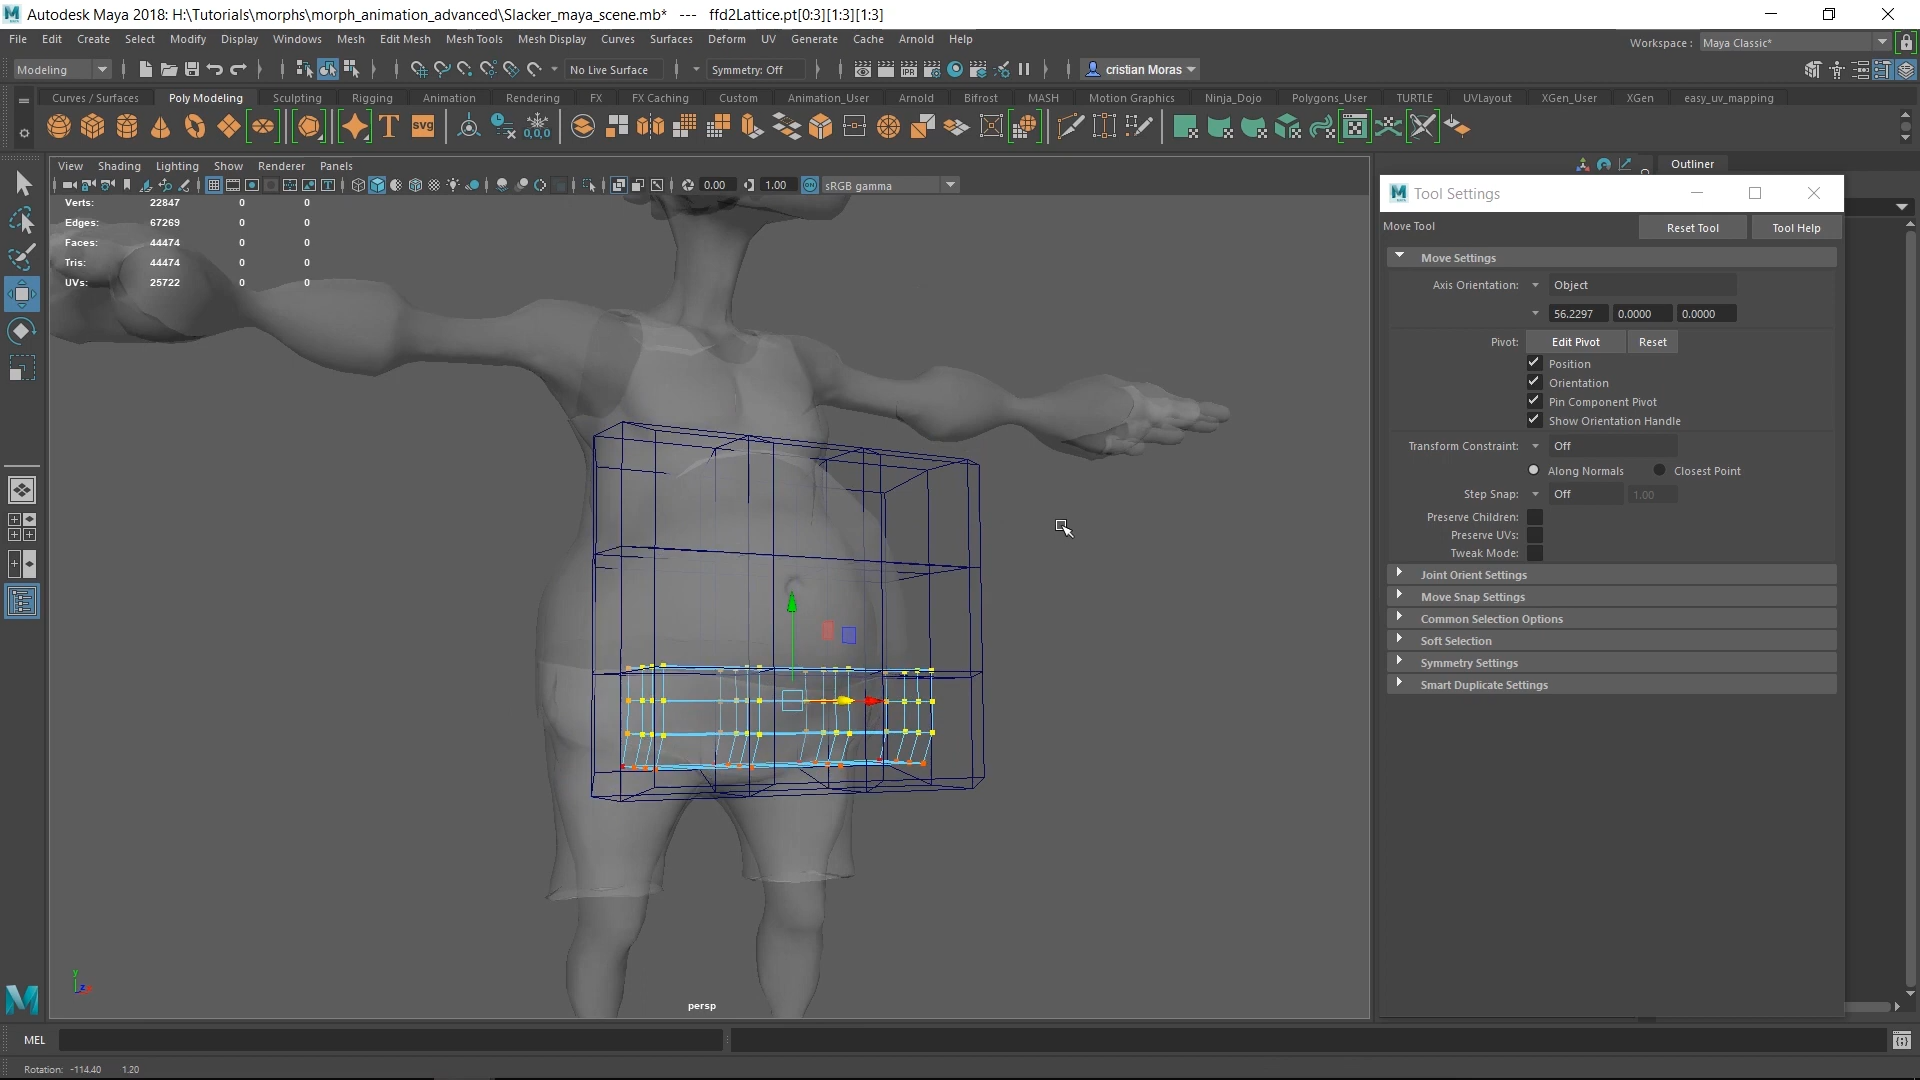 Autodesk Maya 2018: H:\Tutorials\morphs\morph_animation_advanced\Slacker_maya_scene.mb* --- ffd2Lattice.pt[0:3][1:3][1:3]
File Edit Create Select Modify Display Windows Mesh Edit Mesh Mesh Tools Mesh Display Curves Surfaces Deform UV Generate Cache Arnold Help
Workspace : Maya Classic*
Modeling No Live Surface Symmetry: Off cristian Moras
Curves / Surfaces Poly Modeling Sculpting Rigging Animation Rendering FX FX Caching Custom Animation_User Arnold Bifrost MASH Motion Graphics Ninja_Dojo Polygons_User TURTLE UVLayout XGen_User XGen easy_uv_mapping
T SVG 0,0,0
View Shading Lighting Show Renderer Panels
Outliner
0.00 1.00 sRGB gamma
Tool Settings
Verts: 22847 0 0
Edges: 67269 0 0
Faces: 44474 0 0
Tris: 44474 0 0
UVs: 25722 0 0
Move Tool Reset Tool Tool Help
Move Settings
Axis Orientation: Object
56.2297 0.0000 0.0000
Pivot: Edit Pivot Reset
Position
Orientation
Pin Component Pivot
Show Orientation Handle
Transform Constraint: Off
Along Normals Closest Point
Step Snap: Off 1.00
Preserve Children:
Preserve UVs:
Tweak Mode:
Joint Orient Settings
Move Snap Settings
Common Selection Options
Soft Selection
Symmetry Settings
Smart Duplicate Settings
y
z
persp
MEL
Rotation: -114.40 1.20